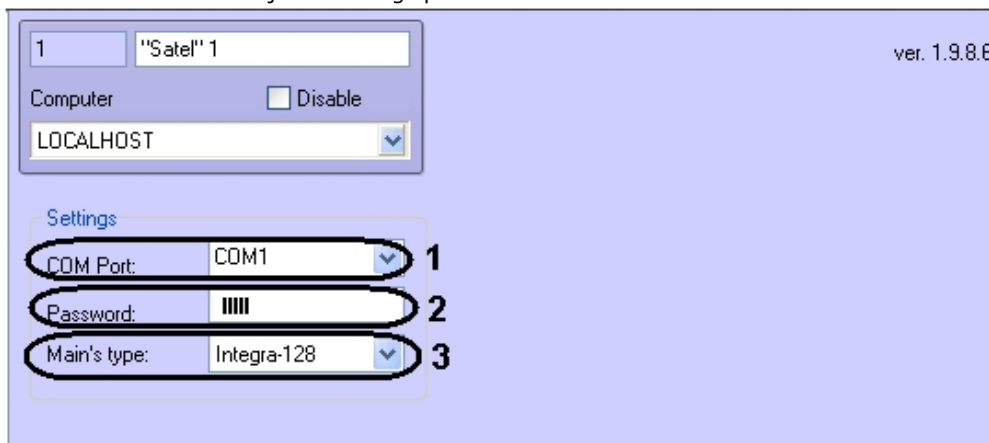 1 "Satel" 1
ver. 1.9.8.6
Computer Disable
LOCALHOST
Settings
COM Port: COM1 1
Password: 2
Main's type: Integra-128 3